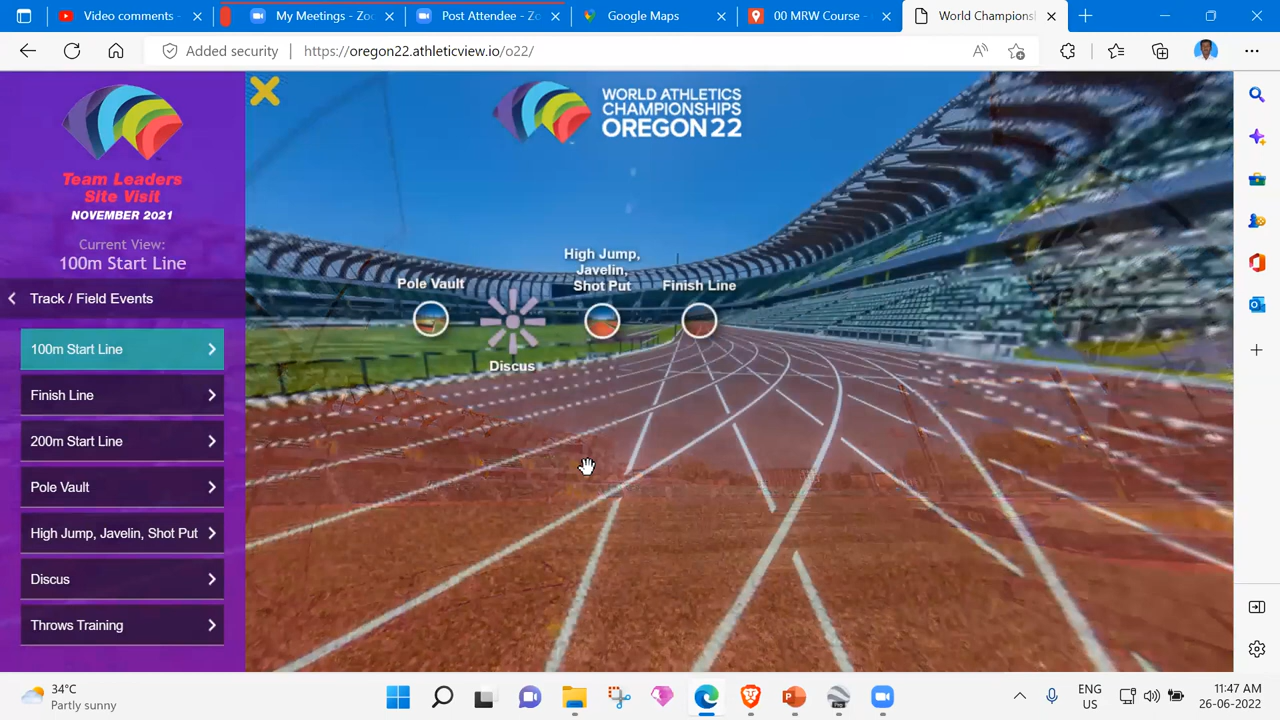 Video comments -
My Meetings - Zoo
Post Attendee - Zo
Google Maps
00 MRW Course -
World Champions
Added security
https://oregon22.athleticview.io/o22/
WORLD ATHLETICS
CHAMPIONSHIPS
OREGON22
Team Leaders
Site Visit
NOVEMBER 2021
Current View:
100m Start Line
Track / Field Events
100m Start Line
Finish Line
200m Start Line
Pole Vault
High Jump, Javelin, Shot Put
Discus
Throws Training
Pole Vault
High Jump,
Javelin,
Shot Put
Finish Line
Discus
34°C
Partly sunny
ENG
US
11:47 AM
26-06-2022